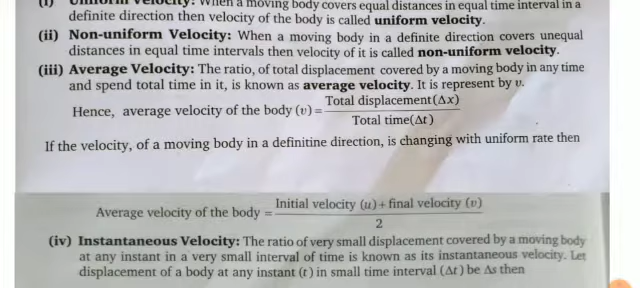 (i) Uniform Velocity: When a moving body covers equal distances in equal time interval in a
definite direction then velocity of the body is called uniform velocity.
(ii) Non-uniform Velocity: When a moving body in a definite direction covers unequal
distances in equal time intervals then velocity of it is called non-uniform velocity.
(iii) Average Velocity: The ratio, of total displacement covered by a moving body in any time
and spend total time in it, is known as average velocity. It is represent by v.
Hence, average velocity of the body (v) = Total displacement(Δx)
Total time(Δt)
If the velocity, of a moving body in a definitine direction, is changing with uniform rate then
Average velocity of the body = Initial velocity (u) + final velocity (v)
2
(iv) Instantaneous Velocity: The ratio of very small displacement covered by a moving body
at any instant in a very small interval of time is known as its instantaneous velocity. Let
displacement of a body at any instant (t) in small time interval (Δt) be Δs then